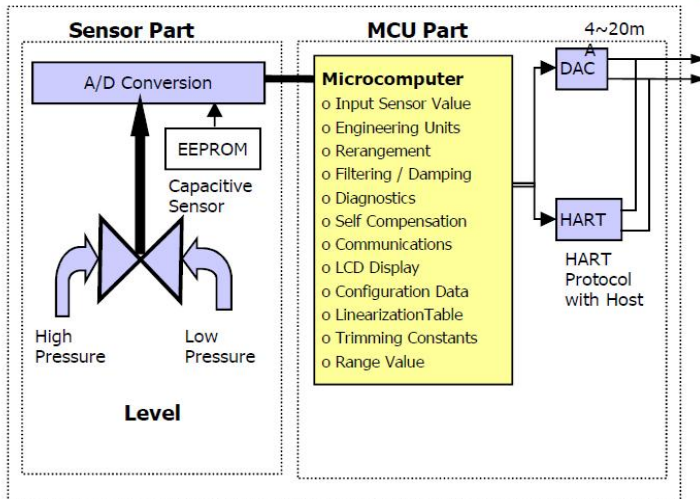 Sensor Part
A/D Conversion
EEPROM
Capacitive
Sensor
High
Pressure
Low
Pressure
Level
MCU Part
Microcomputer
o Input Sensor Value
o Engineering Units
o Rerangement
o Filtering / Damping
o Diagnostics
o Self Compensation
o Communications
o LCD Display
o Configuration Data
o LinearizationTable
o Trimming Constants
o Range Value
4~20m
A
DAC
HART
HART
Protocol
with Host